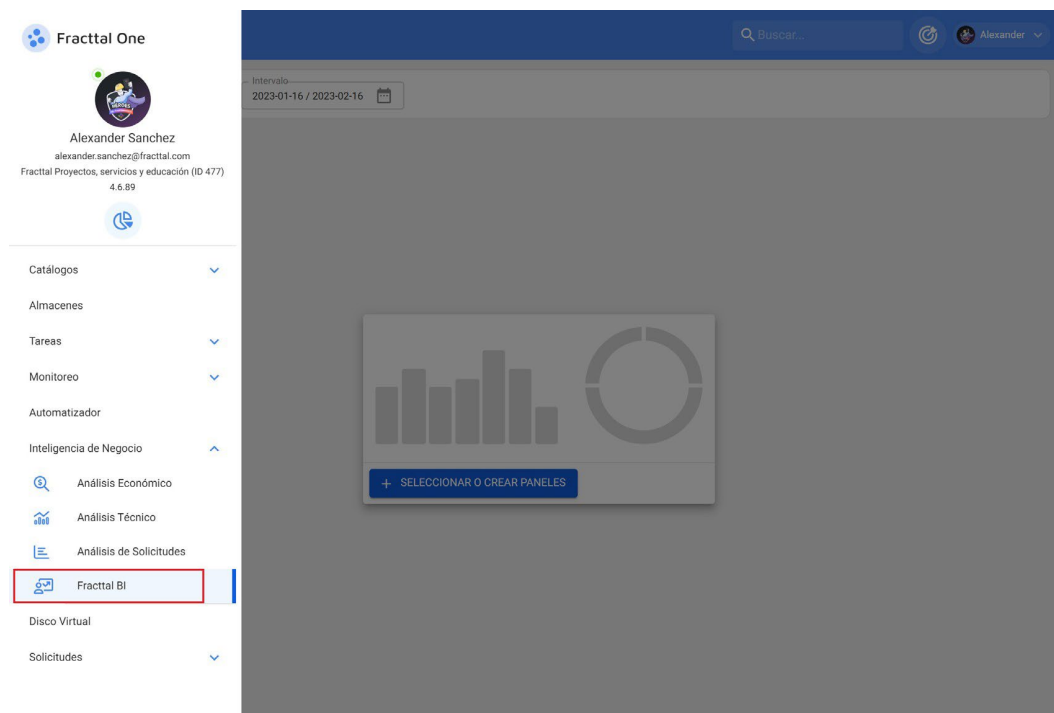 Fracttal One
Buscar...
Alexander
HEROES
Intervalo
2023-01-16 / 2023-02-16
Alexander Sanchez
alexander.sanchez@fracttal.com
Fracttal Proyectos, servicios y educación (ID 477)
4.6.89
Catálogos
Almacenes
Tareas
Monitoreo
Automatizador
Inteligencia de Negocio
Análisis Económico
Análisis Técnico
Análisis de Solicitudes
Fracttal BI
Disco Virtual
Solicitudes
+ SELECCIONAR O CREAR PANELES